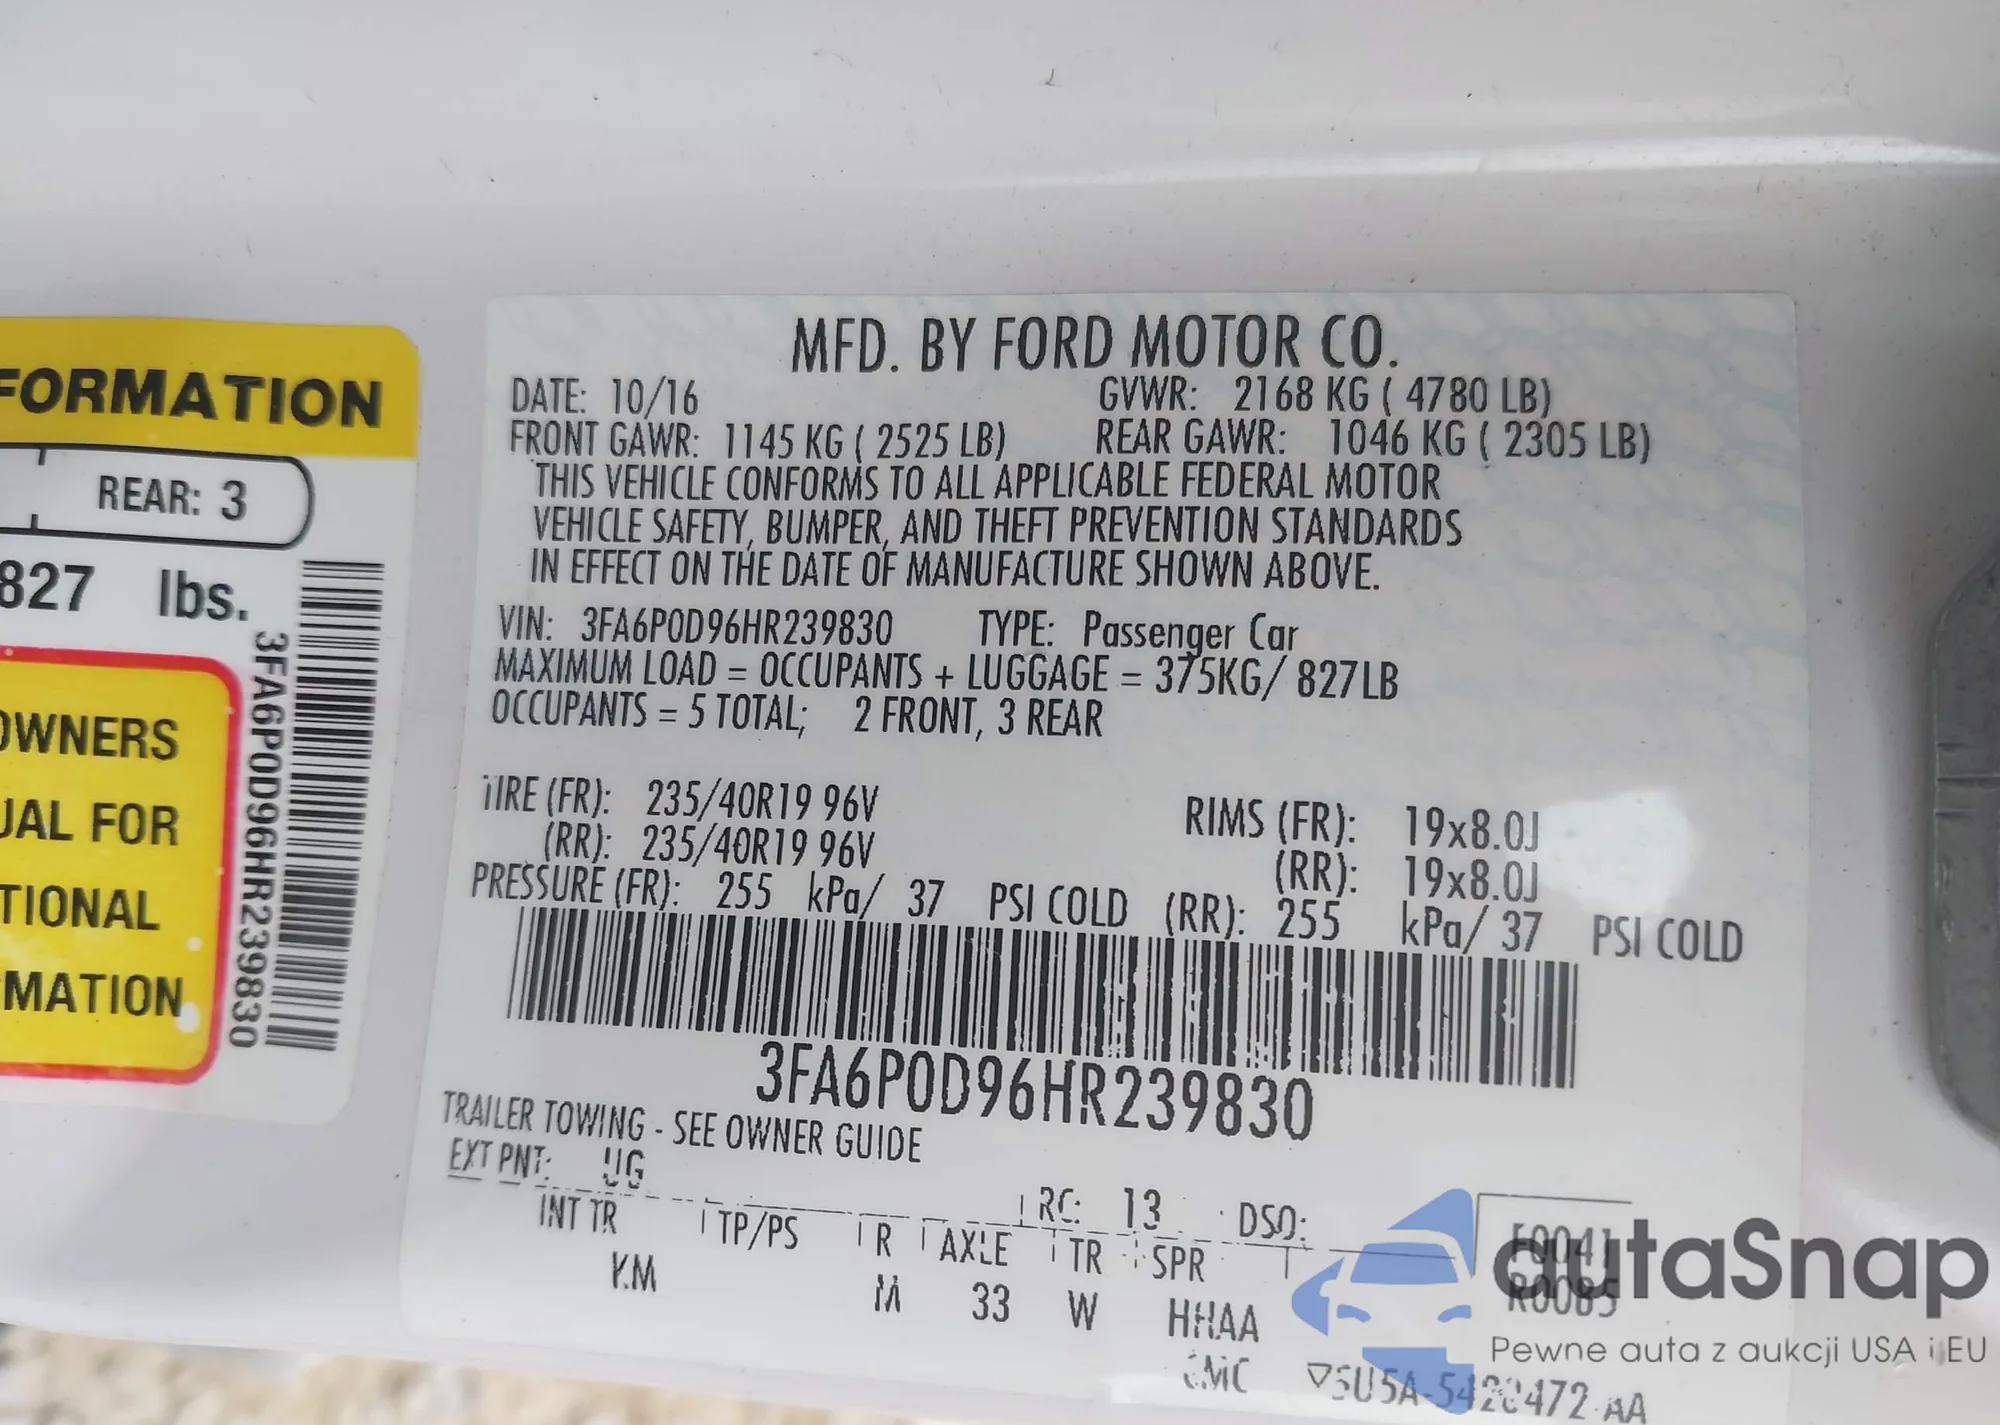 FORMATION
REAR: 3
827 lbs.
OWNERS
UAL FOR
TIONAL
MATION
3FA6P0D96HR239830
MFD. BY FORD MOTOR CO.
DATE: 10/16 GVWR: 2168 KG ( 4780 LB)
FRONT GAWR: 1145 KG ( 2525 LB) REAR GAWR: 1046 KG ( 2305 LB)
THIS VEHICLE CONFORMS TO ALL APPLICABLE FEDERAL MOTOR
VEHICLE SAFETY, BUMPER, AND THEFT PREVENTION STANDARDS
IN EFFECT ON THE DATE OF MANUFACTURE SHOWN ABOVE.
VIN: 3FA6P0D96HR239830 TYPE: Passenger Car
MAXIMUM LOAD = OCCUPANTS + LUGGAGE = 375KG/ 827LB
OCCUPANTS = 5 TOTAL; 2 FRONT, 3 REAR
TIRE (FR): 235/40R19 96V RIMS (FR): 19x8.0J
(RR): 235/40R19 96V (RR): 19x8.0J
PRESSURE (FR): 255 kPa/ 37 PSI COLD (RR): 255 kPa/ 37 PSI COLD
3FA6P0D96HR239830
TRAILER TOWING - SEE OWNER GUIDE
EXT PNT: UG RC: 13 DSO:
INT TR TP/PS R AXLE TR SPR
KM M 33 W HHAA
F0041
R0085
autaSnap
Pewne auta z aukcji USA i EU